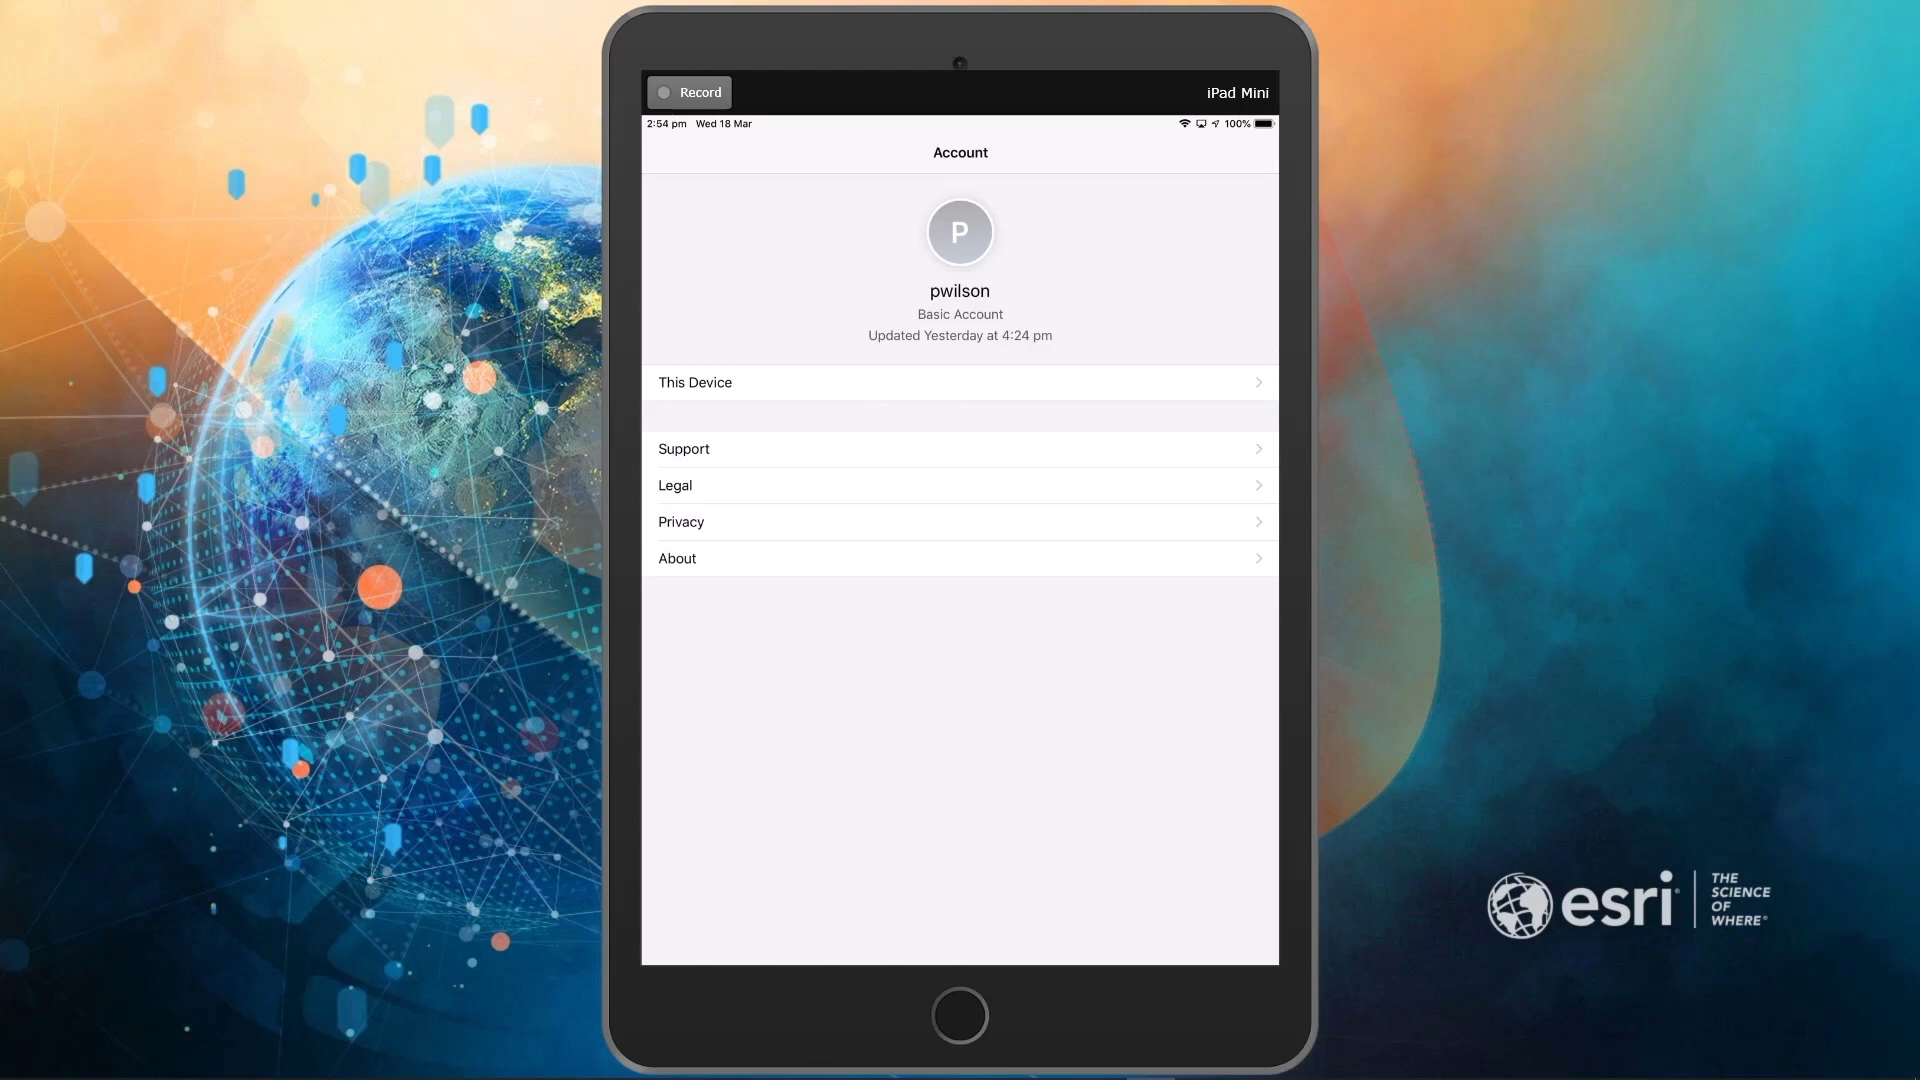 Record
iPad Mini
2:54 pm Wed 18 Mar
100%
Account
P
pwilson
Basic Account
Updated Yesterday at 4:24 pm
This Device
Support
Legal
Privacy
About
esri
THE
SCIENCE
OF
WHERE®